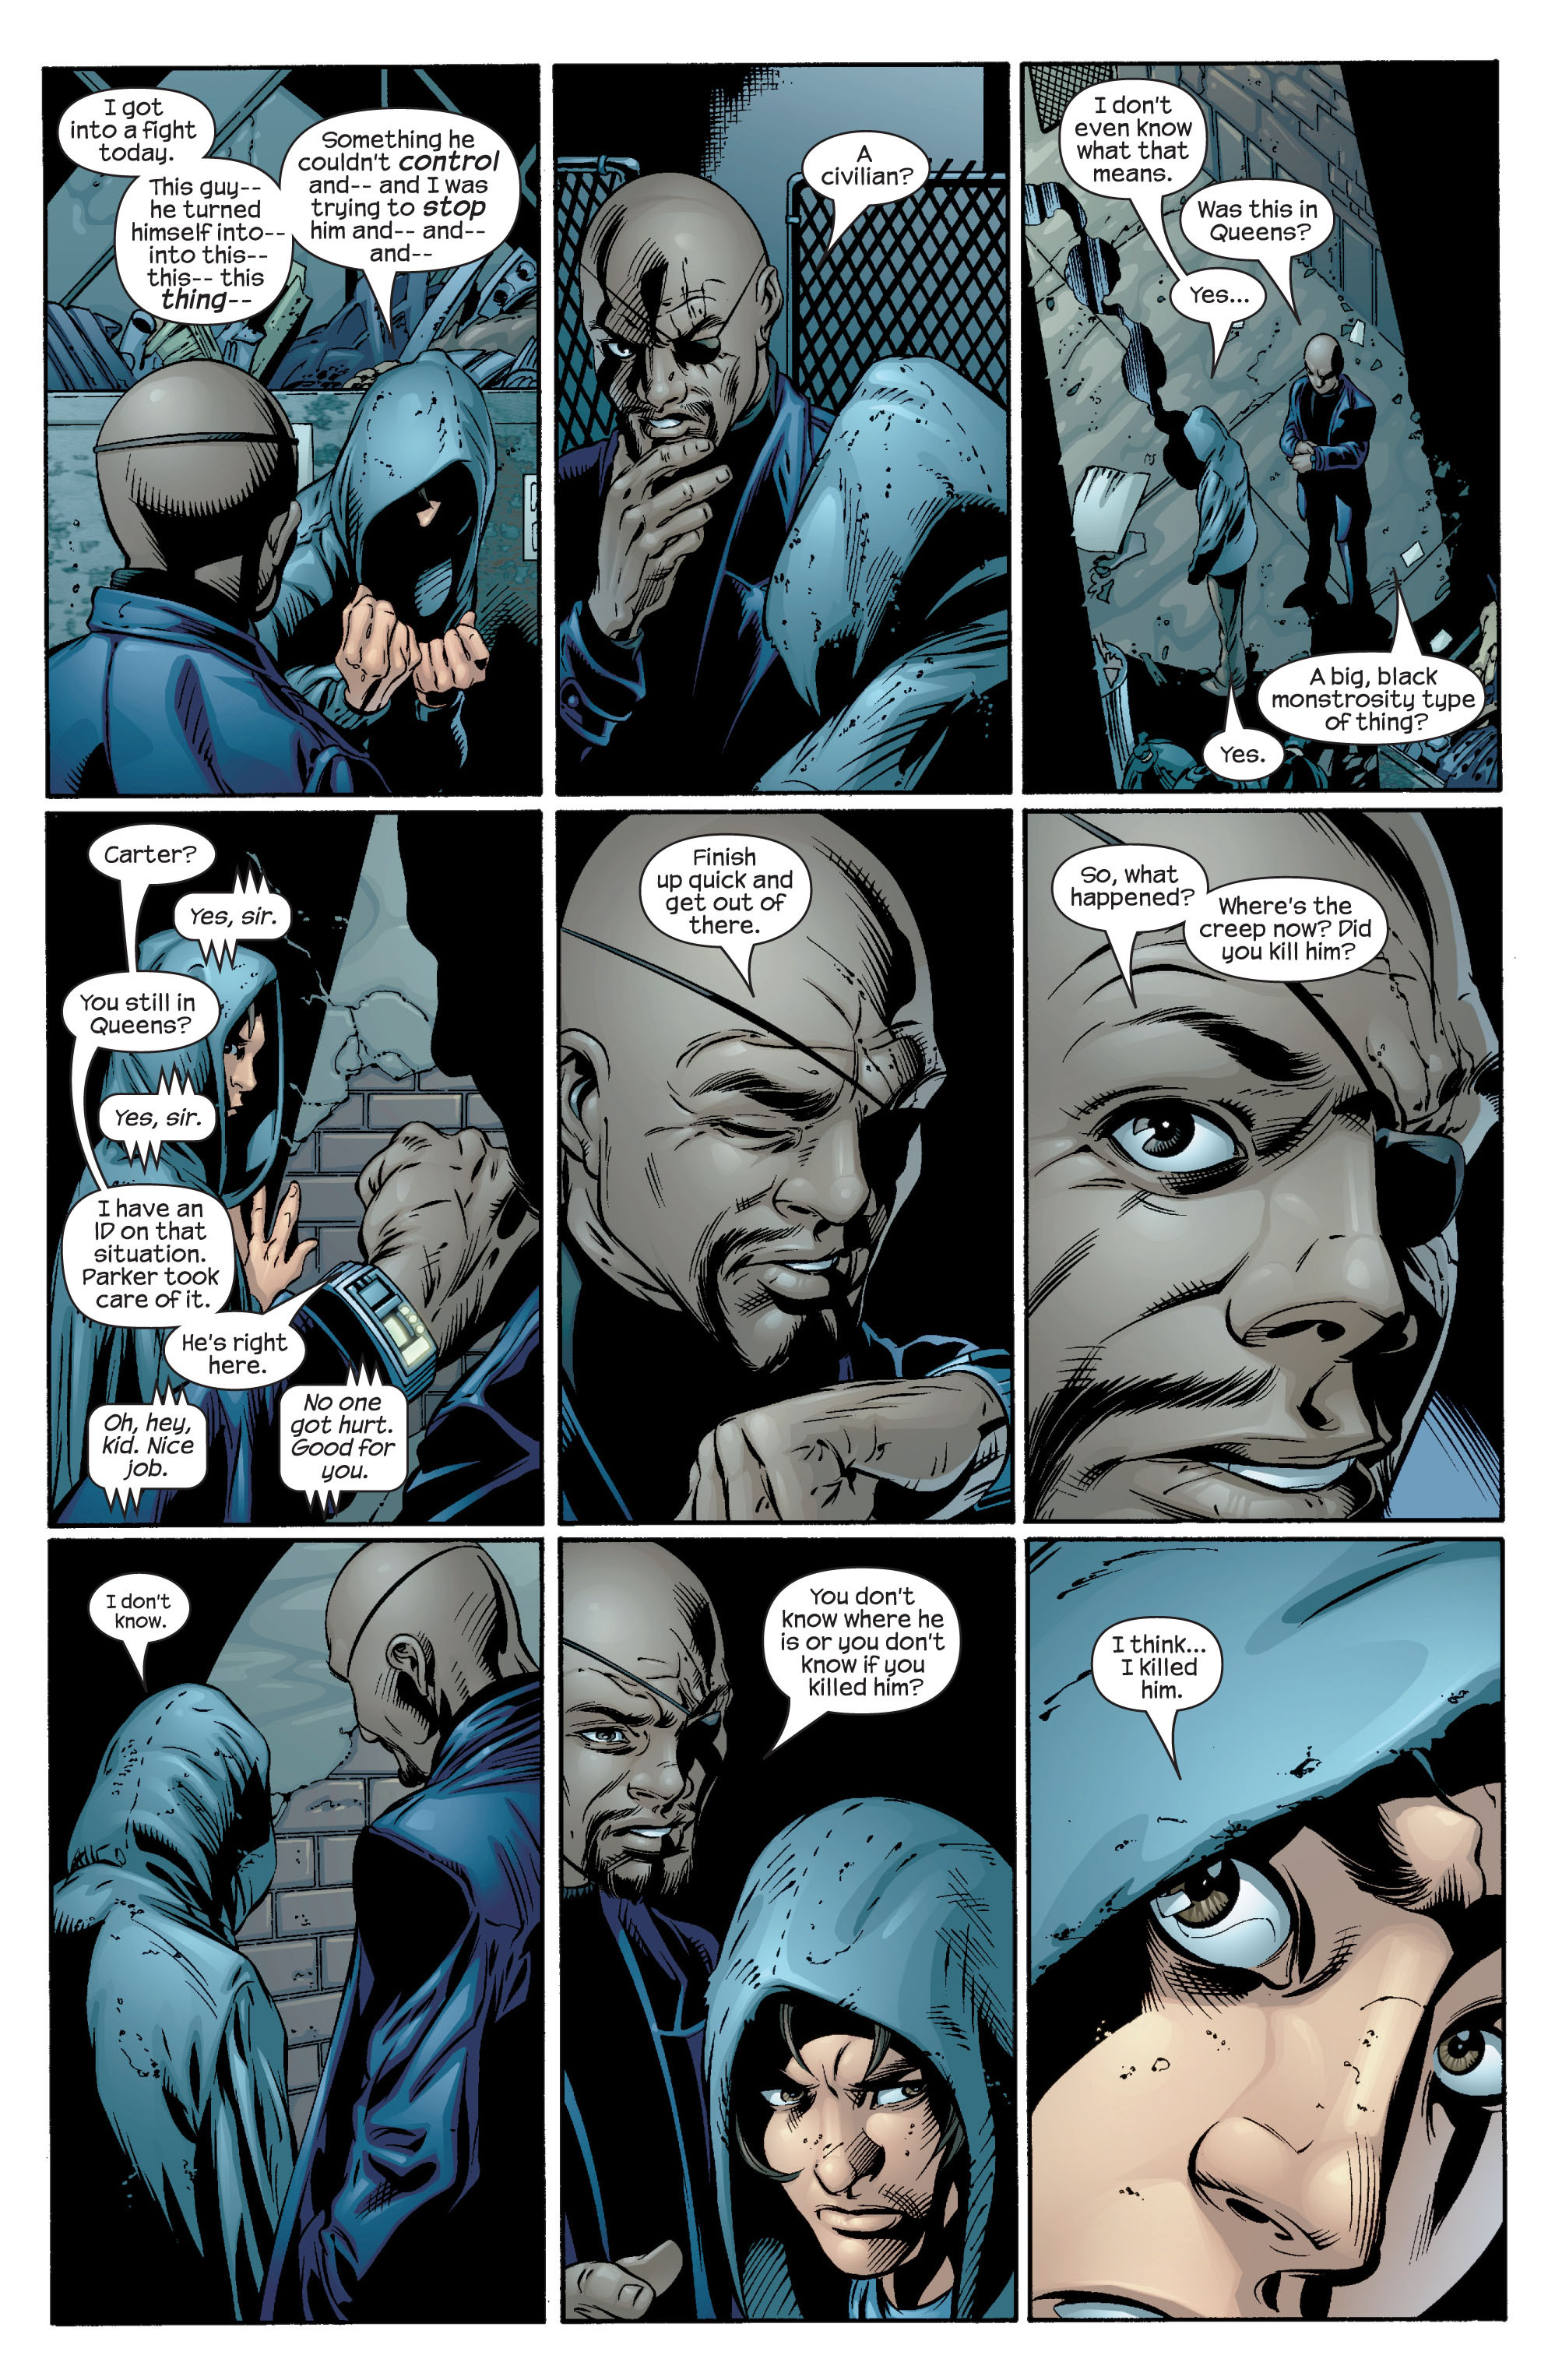 I got
into a fight
today.
This guy--
he turned
himself into--
into this--
this-- this
thing--
Something he
couldn't control
and-- and I was
trying to stop
him and-- and--
and--
A
civilian?
I don't
even know
what that
means.
Was this in
Queens?
Yes...
A big, black
monstrosity type
of thing?
Yes.
Carter?
Yes, sir.
You still in
Queens?
Yes, sir.
I have an
ID on that
situation.
Parker took
care of it.
He's right
here.
Oh, hey,
kid. Nice
job.
No one
got hurt.
Good for
you.
Finish
up quick and
get out of
there.
So, what
happened?
Where's the
creep now? Did
you kill him?
I don't
know.
You don't
know where he
is or you don't
know if you
killed him?
I think...
I killed
him.